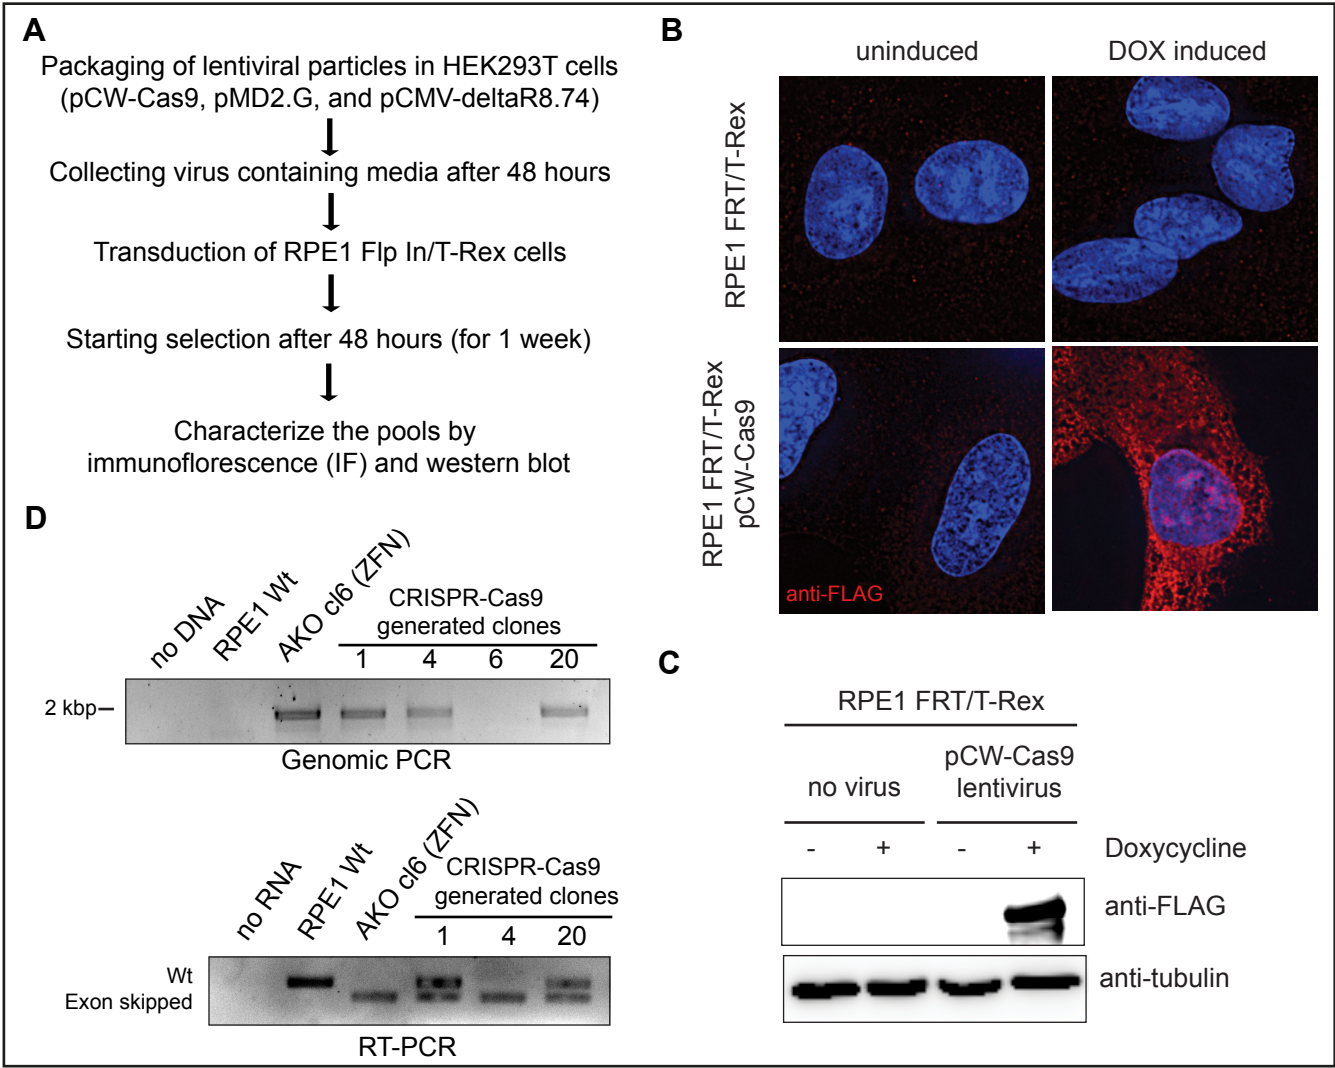 A
Packaging of lentiviral particles in HEK293T cells
(pCW-Cas9, pMD2.G, and pCMV-deltaR8.74)
Collecting virus containing media after 48 hours
Transduction of RPE1 Flp In/T-Rex cells
Starting selection after 48 hours (for 1 week)
Characterize the pools by
immunoflorescence (IF) and western blot
B
uninduced
DOX induced
RPE1 FRT/T-Rex
RPE1 FRT/T-Rex
pCW-Cas9
anti-FLAG
C
RPE1 FRT/T-Rex
no virus
pCW-Cas9
lentivirus
- + - + Doxycycline
anti-FLAG
anti-tubulin
D
no DNA
RPE1 Wt
AKO cl6 (ZFN)
CRISPR-Cas9
generated clones
1 4 6 20
2 kbp
Genomic PCR
no RNA
RPE1 Wt
AKO cl6 (ZFN)
CRISPR-Cas9
generated clones
1 4 20
Wt
Exon skipped
RT-PCR